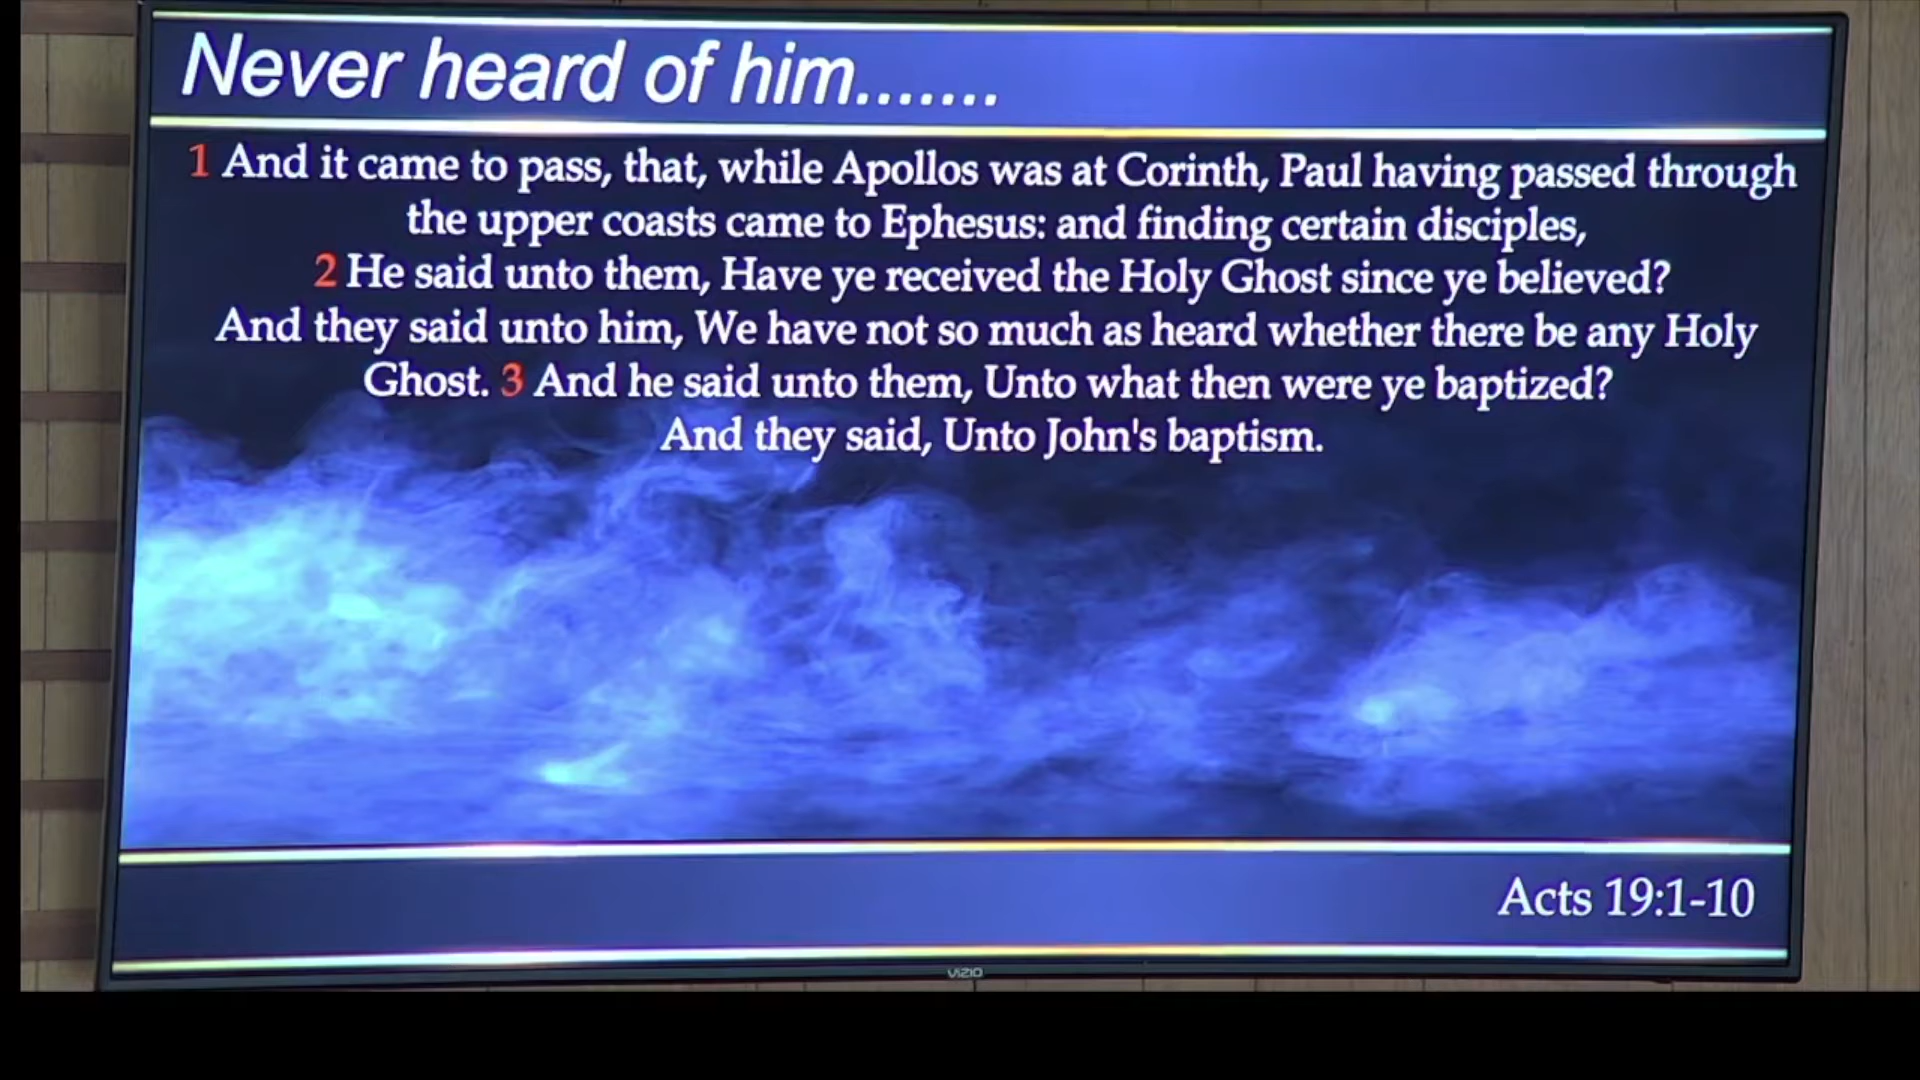 Never heard of him.......
1 And it came to pass, that, while Apollos was at Corinth, Paul having passed through
the upper coasts came to Ephesus: and finding certain disciples,
2 He said unto them, Have ye received the Holy Ghost since ye believed?
And they said unto him, We have not so much as heard whether there be any Holy
Ghost. 3 And he said unto them, Unto what then were ye baptized?
And they said, Unto John's baptism.
Acts 19:1-10
VIZIO